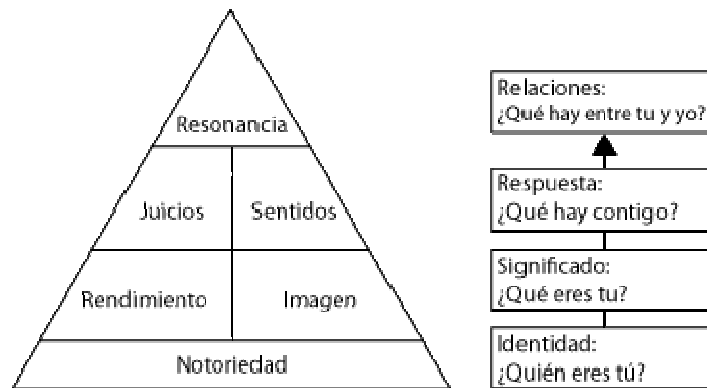 Resonancia
Juicios
Sentidos
Rendimiento
Imagen
Notoriedad
Relaciones:
¿Qué hay entre tu y yo?
Respuesta:
¿Qué hay contigo?
Significado:
¿Qué eres tu?
Identidad:
¿Quién eres tú?